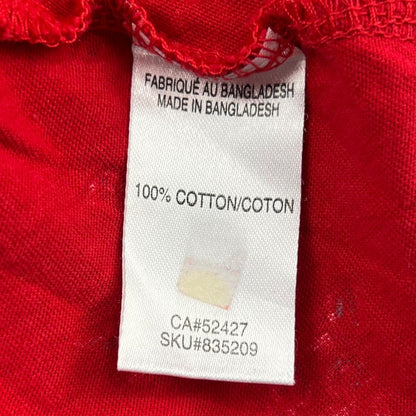 FABRIQUÉ AU BANGLADESH
MADE IN BANGLADESH
100% COTTON/COTON
CA#52427
SKU#835209